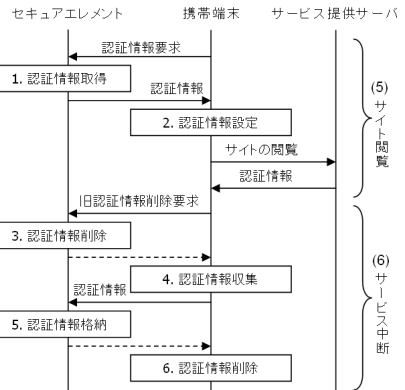 セキュアエレメント 携帯端末 サービス提供サーバ
認証情報要求
1. 認証情報取得
認証情報
2. 認証情報設定
サイトの閲覧
認証情報
(5)
サイト閲覧
旧認証情報削除要求
3. 認証情報削除
4. 認証情報収集
認証情報
5. 認証情報格納
6. 認証情報削除
(6)
サービス中断